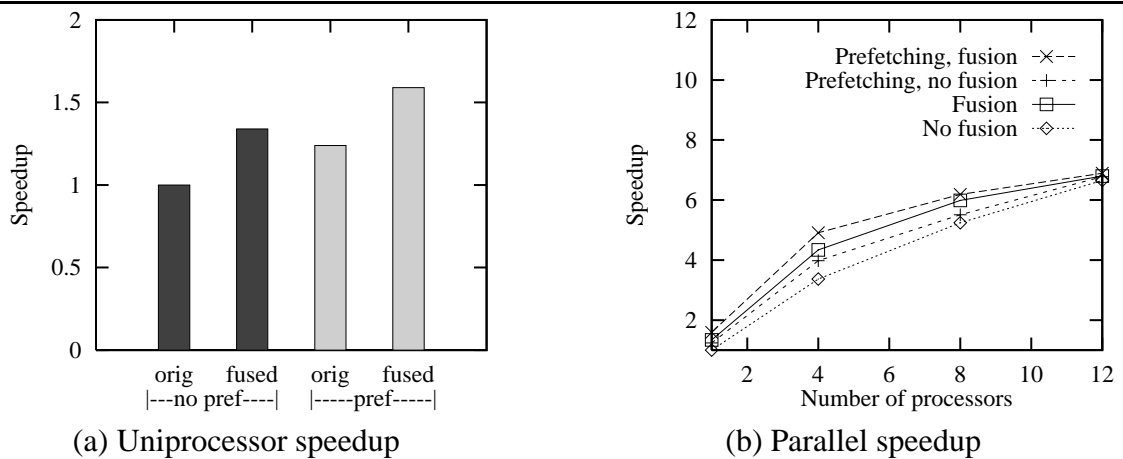 2
1.5
1
0.5
0
Speedup
orig fused orig fused
|---no pref----| |-----pref-----|
(a) Uniprocessor speedup
12
10
8
6
4
2
Speedup
Prefetching, fusion
Prefetching, no fusion
Fusion
No fusion
2 4 6 8 10 12
Number of processors
(b) Parallel speedup